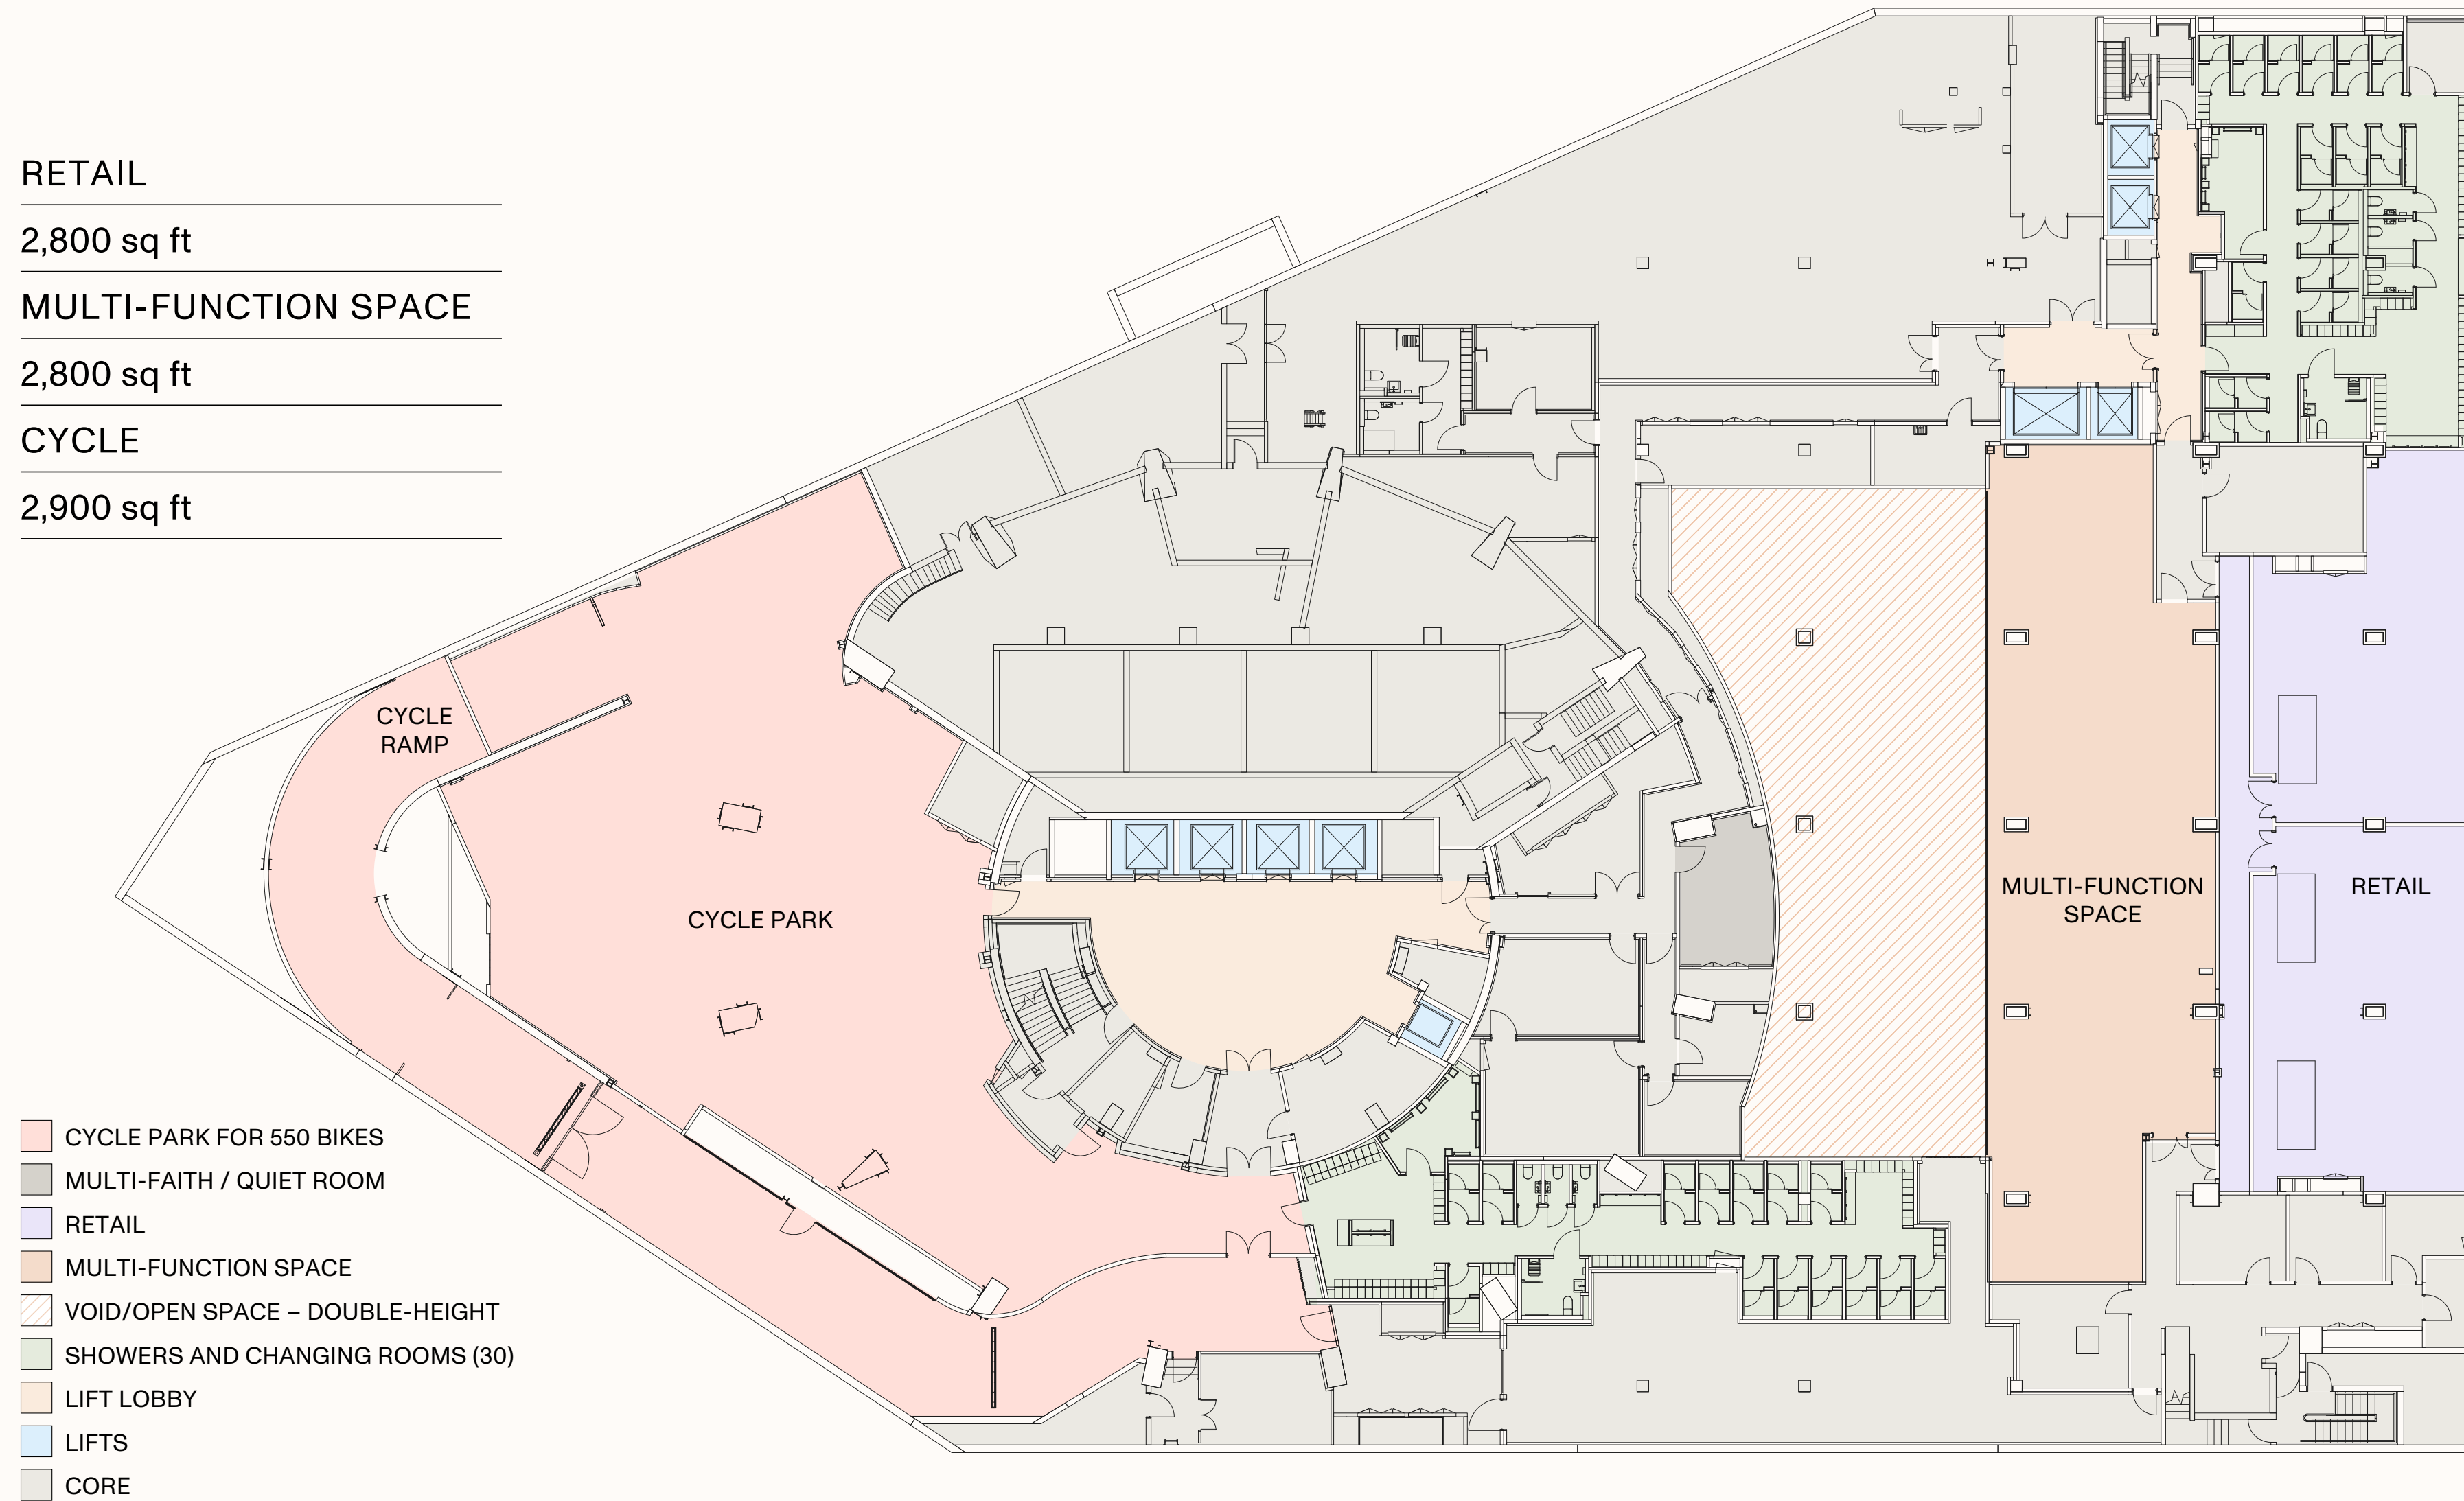 RETAIL
2,800 sq ft
MULTI-FUNCTION SPACE
2,800 sq ft
CYCLE
2,900 sq ft
CYCLE
RAMP
CYCLE PARK
MULTI-FUNCTION
SPACE
RETAIL
CYCLE PARK FOR 550 BIKES
MULTI-FAITH / QUIET ROOM
RETAIL
MULTI-FUNCTION SPACE
VOID/OPEN SPACE – DOUBLE-HEIGHT
SHOWERS AND CHANGING ROOMS (30)
LIFT LOBBY
LIFTS
CORE